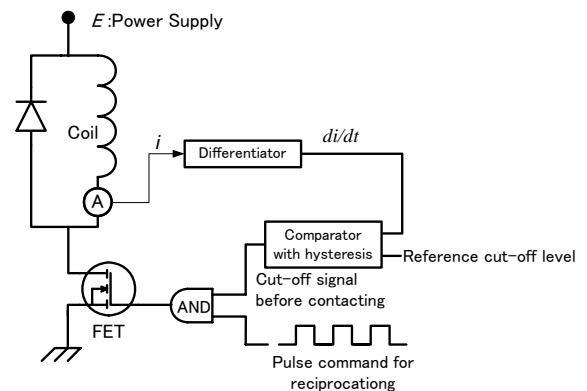 E:Power Supply
Coil
i
A
Differentiator
di/dt
Comparator
with hysteresis
Reference cut-off level
Cut-off signal
before contacting
AND
FET
Pulse command for
reciprocationg